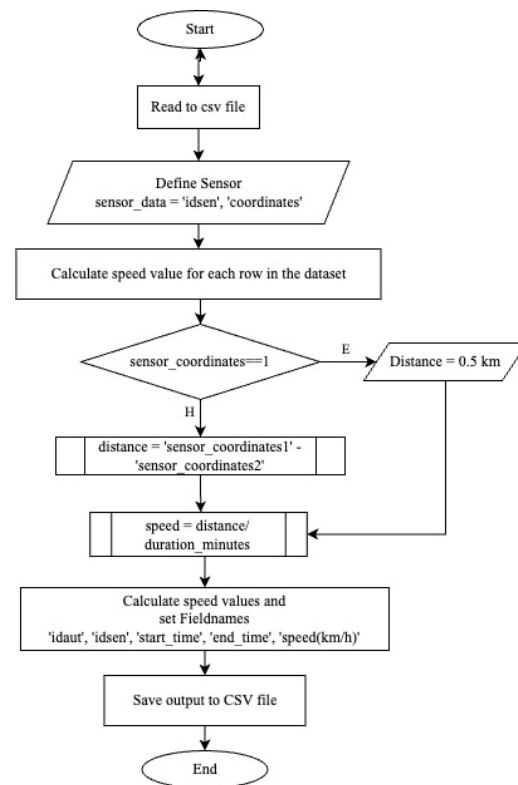 Start
Read to csv file
Define Sensor
sensor_data = 'idsen', 'coordinates'
Calculate speed value for each row in the dataset
sensor_coordinates==1
E
Distance = 0.5 km
H
distance = 'sensor_coordinates1' -
'sensor_coordinates2'
speed = distance/
duration_minutes
Calculate speed values and
set Fieldnames
'idaut', 'idsen', 'start_time', 'end_time', 'speed(km/h)'
Save output to CSV file
End